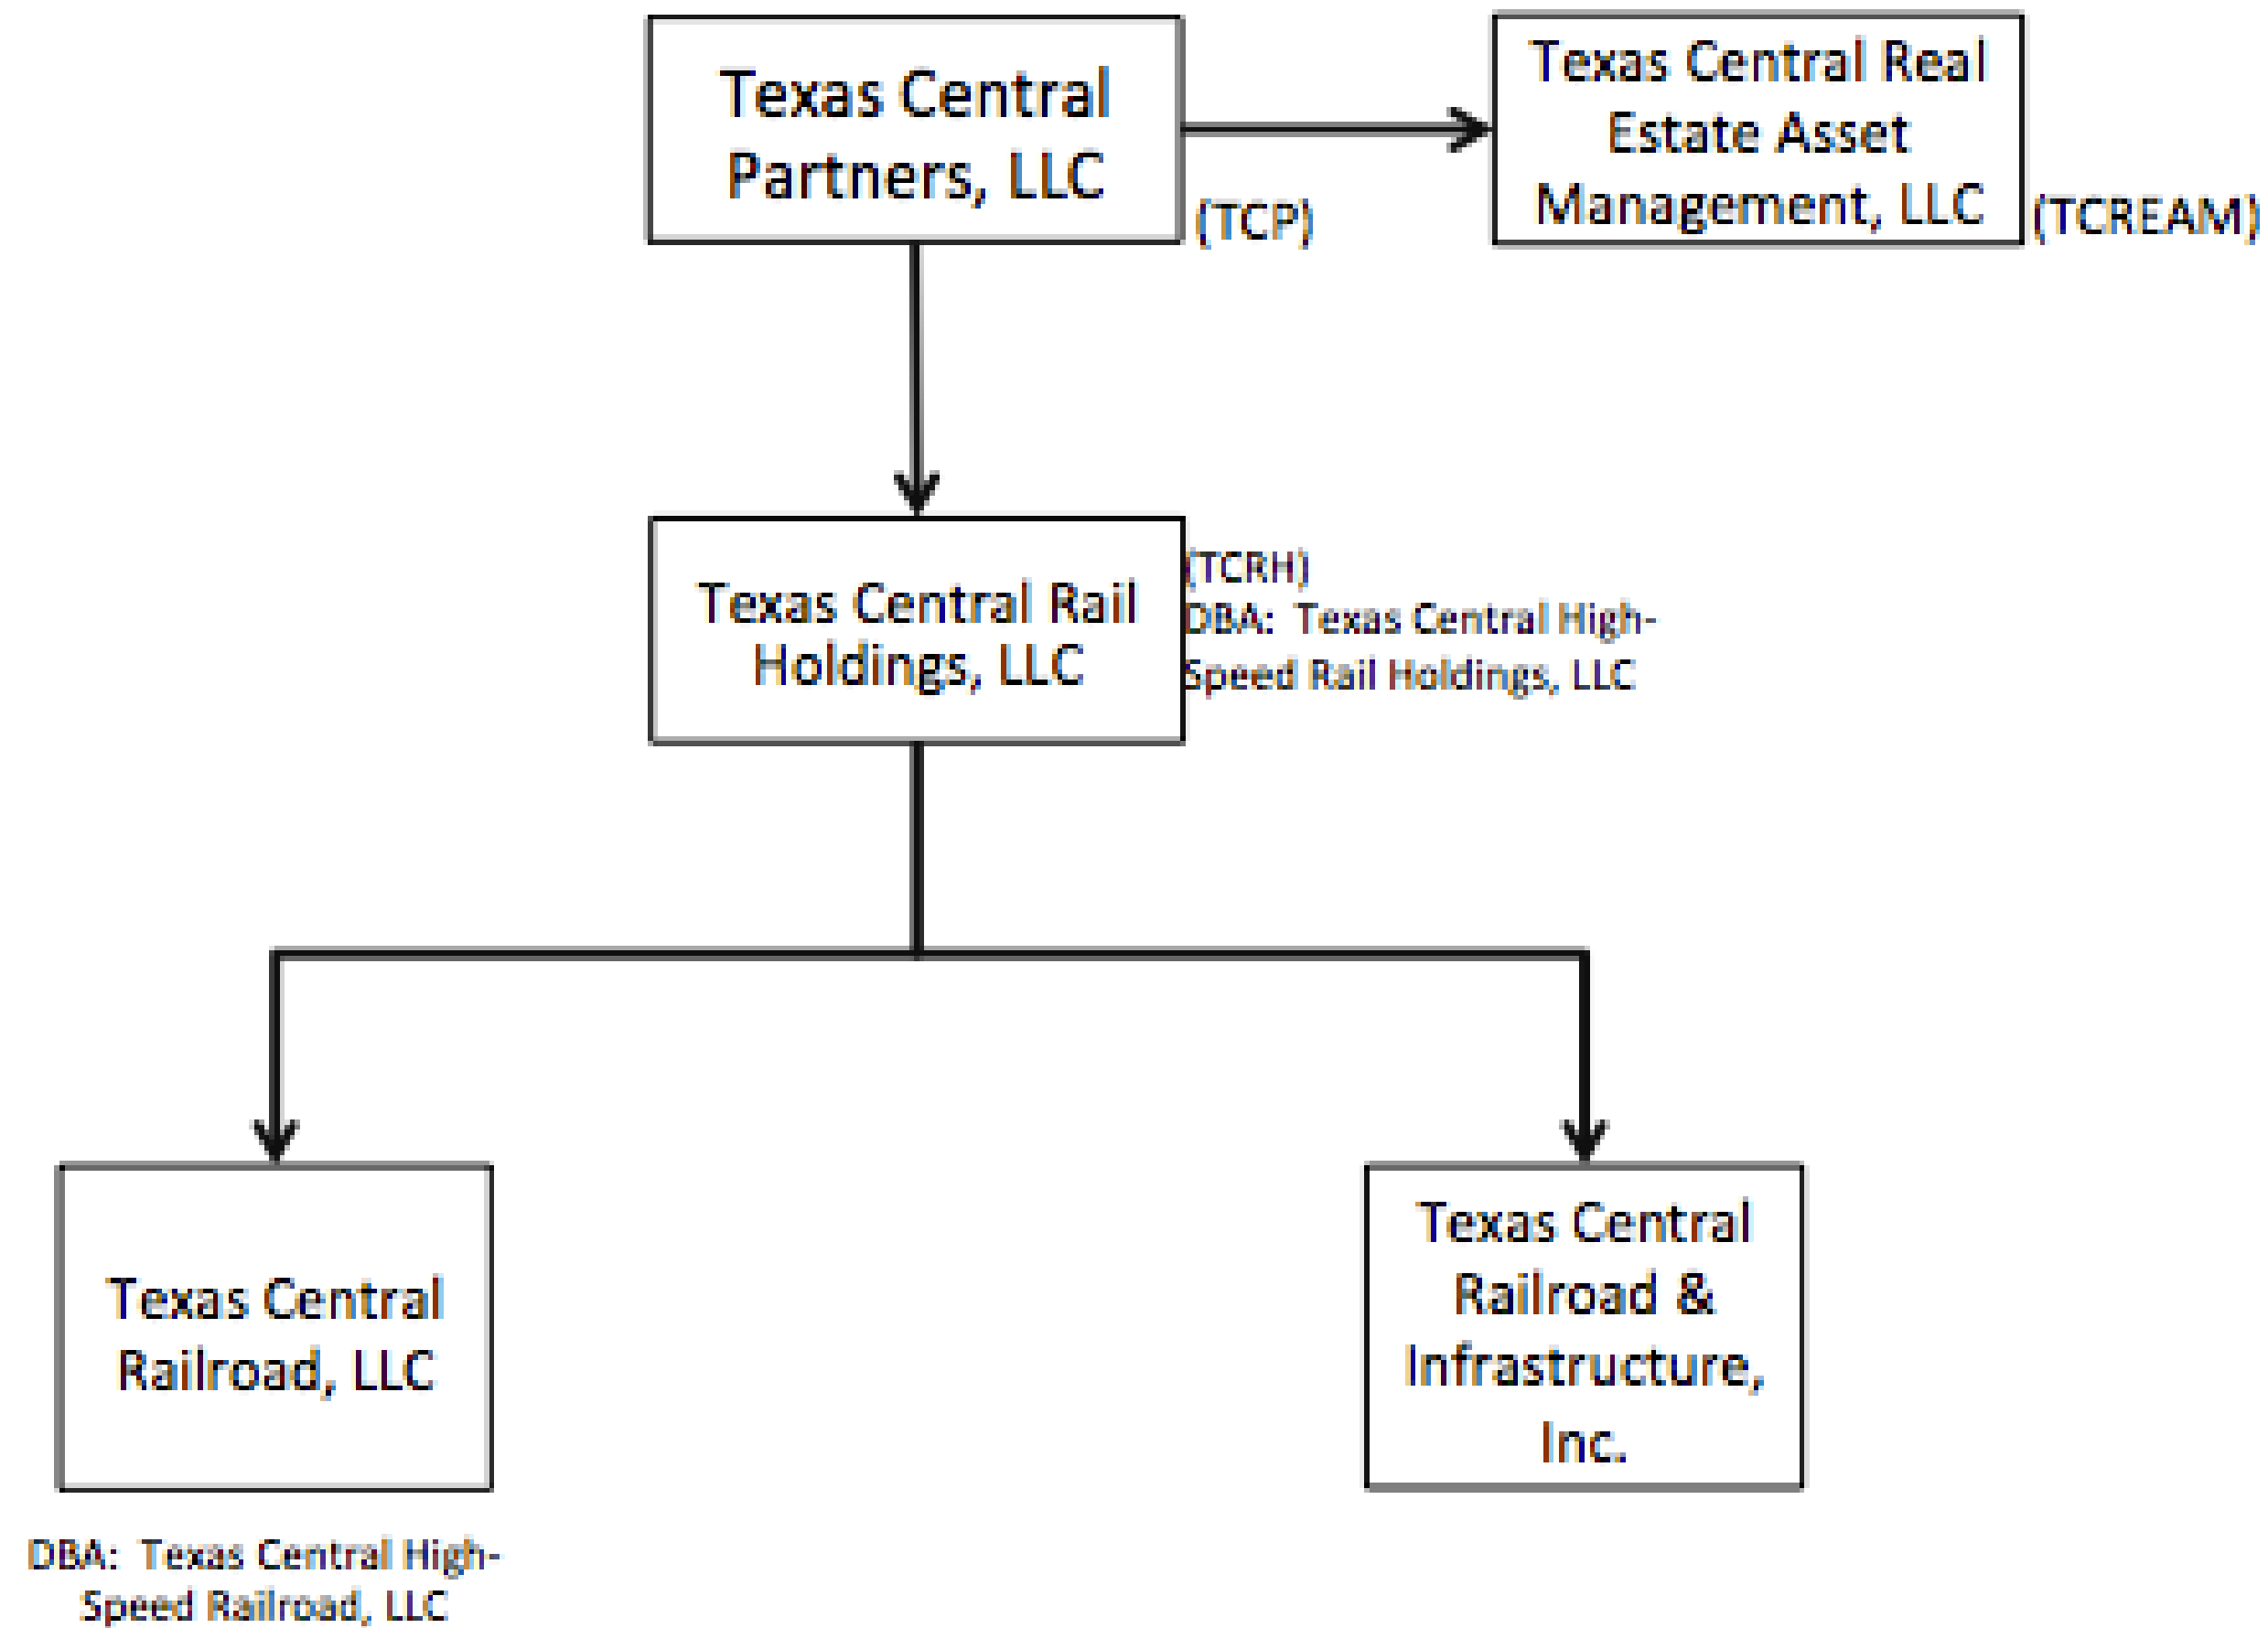 Texas Central
Partners, LLC
(TCP)
Texas Central Real
Estate Asset
Management, LLC
(TCREAM)
Texas Central Rail
Holdings, LLC
(TCRH)
DBA: Texas Central High-
Speed Rail Holdings, LLC
Texas Central
Railroad, LLC
DBA: Texas Central High-
Speed Railroad, LLC
Texas Central
Railroad &
Infrastructure,
Inc.